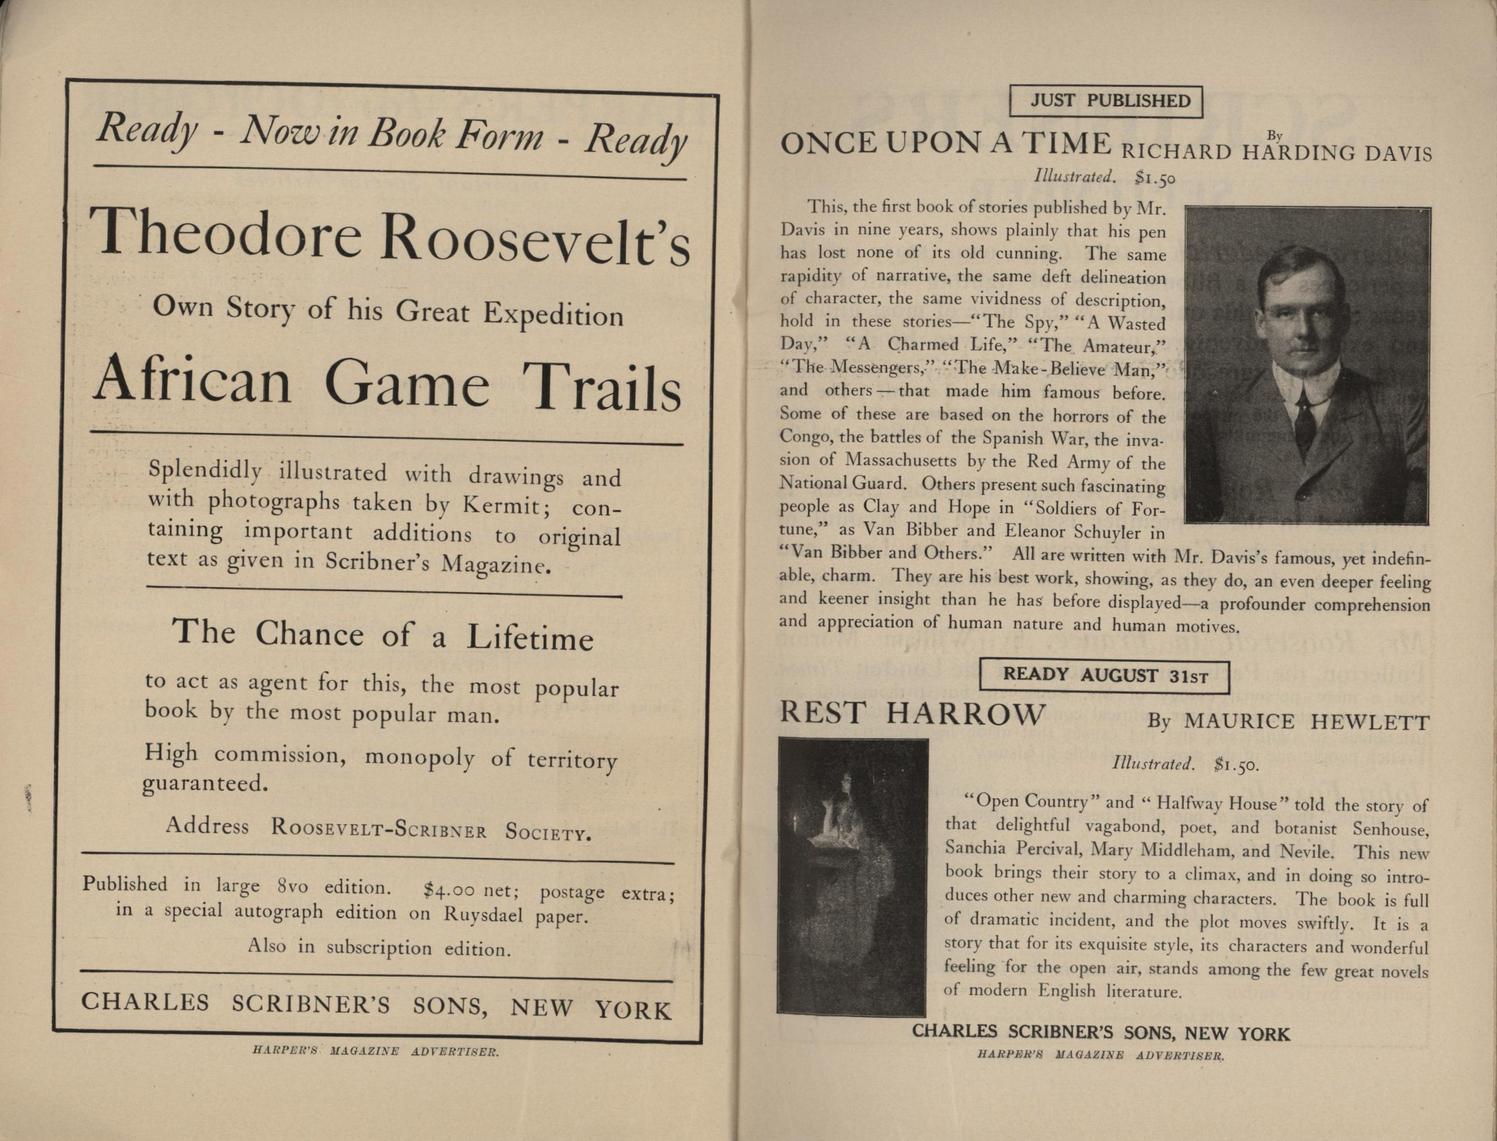 Ready - Now in Book Form - Ready
Theodore Roosevelt's
Own Story of his Great Expedition
African Game Trails
Splendidly illustrated with drawings and
with photographs taken by Kermit; con-
taining important additions to original
text as given in Scribner's Magazine.
The Chance of a Lifetime
to act as agent for this, the most popular
book by the most popular man.
High commission, monopoly of territory
guaranteed.
Address ROOSEVELT-SCRIBNER SOCIETY.
Published in large 8vo edition. $4.00 net; postage extra;
in a special autograph edition on Ruysdael paper.
Also in subscription edition.
CHARLES SCRIBNER'S SONS, NEW YORK
HARPER'S MAGAZINE ADVERTISER.
JUST PUBLISHED
ONCE UPON A TIME By RICHARD HARDING DAVIS
Illustrated. $1.50
This, the first book of stories published by Mr.
Davis in nine years, shows plainly that his pen
has lost none of its old cunning. The same
rapidity of narrative, the same deft delineation
of character, the same vividness of description,
hold in these stories—“The Spy,” “A Wasted
Day,” “A Charmed Life,” “The Amateur,”
“The Messengers,” “The Make-Believe Man,”
and others—that made him famous before.
Some of these are based on the horrors of the
Congo, the battles of the Spanish War, the inva-
sion of Massachusetts by the Red Army of the
National Guard. Others present such fascinating
people as Clay and Hope in “Soldiers of For-
tune,” as Van Bibber and Eleanor Schuyler in
“Van Bibber and Others.” All are written with Mr. Davis's famous, yet indefin-
able, charm. They are his best work, showing, as they do, an even deeper feeling
and keener insight than he has before displayed—a profounder comprehension
and appreciation of human nature and human motives.
READY AUGUST 31ST
REST HARROW By MAURICE HEWLETT
Illustrated. $1.50.
“Open Country” and “Halfway House” told the story of
that delightful vagabond, poet, and botanist Senhouse,
Sanchia Percival, Mary Middleham, and Nevile. This new
book brings their story to a climax, and in doing so intro-
duces other new and charming characters. The book is full
of dramatic incident, and the plot moves swiftly. It is a
story that for its exquisite style, its characters and wonderful
feeling for the open air, stands among the few great novels
of modern English literature.
CHARLES SCRIBNER'S SONS, NEW YORK
HARPER'S MAGAZINE ADVERTISER.